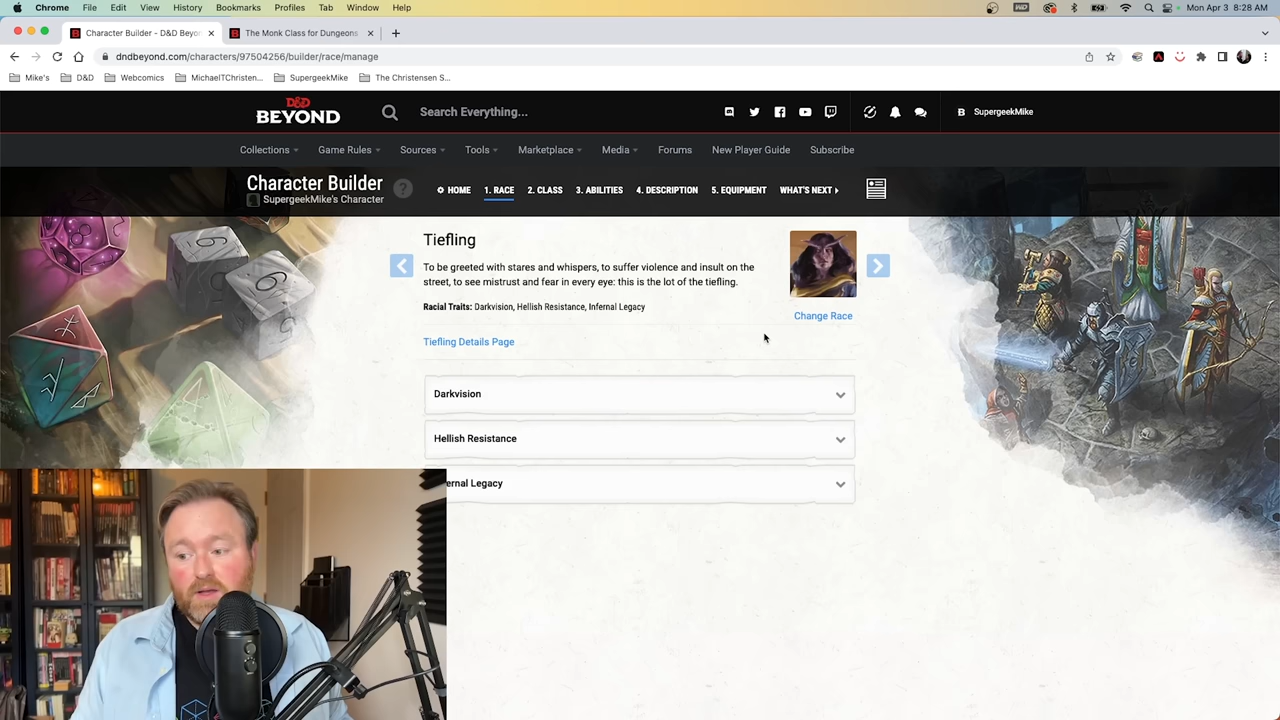 Chrome File Edit View History Bookmarks Profiles Tab Window Help Mon Apr 3 8:28 AM
Character Builder - D&D Beyon The Monk Class for Dungeons
dndbeyond.com/characters/97504256/builder/race/manage
Mike's D&D Webcomics MichaelTChristen... SupergeekMike The Christensen S...
D&D
BEYOND
Search Everything...
SupergeekMike
Collections Game Rules Sources Tools Marketplace Media Forums New Player Guide Subscribe
Character Builder
SupergeekMike's Character
HOME 1. RACE 2. CLASS 3. ABILITIES 4. DESCRIPTION 5. EQUIPMENT WHAT'S NEXT
Tiefling
To be greeted with stares and whispers, to suffer violence and insult on the
street, to see mistrust and fear in every eye: this is the lot of the tiefling.
Racial Traits: Darkvision, Hellish Resistance, Infernal Legacy
Change Race
Tiefling Details Page
Darkvision
Hellish Resistance
ernal Legacy